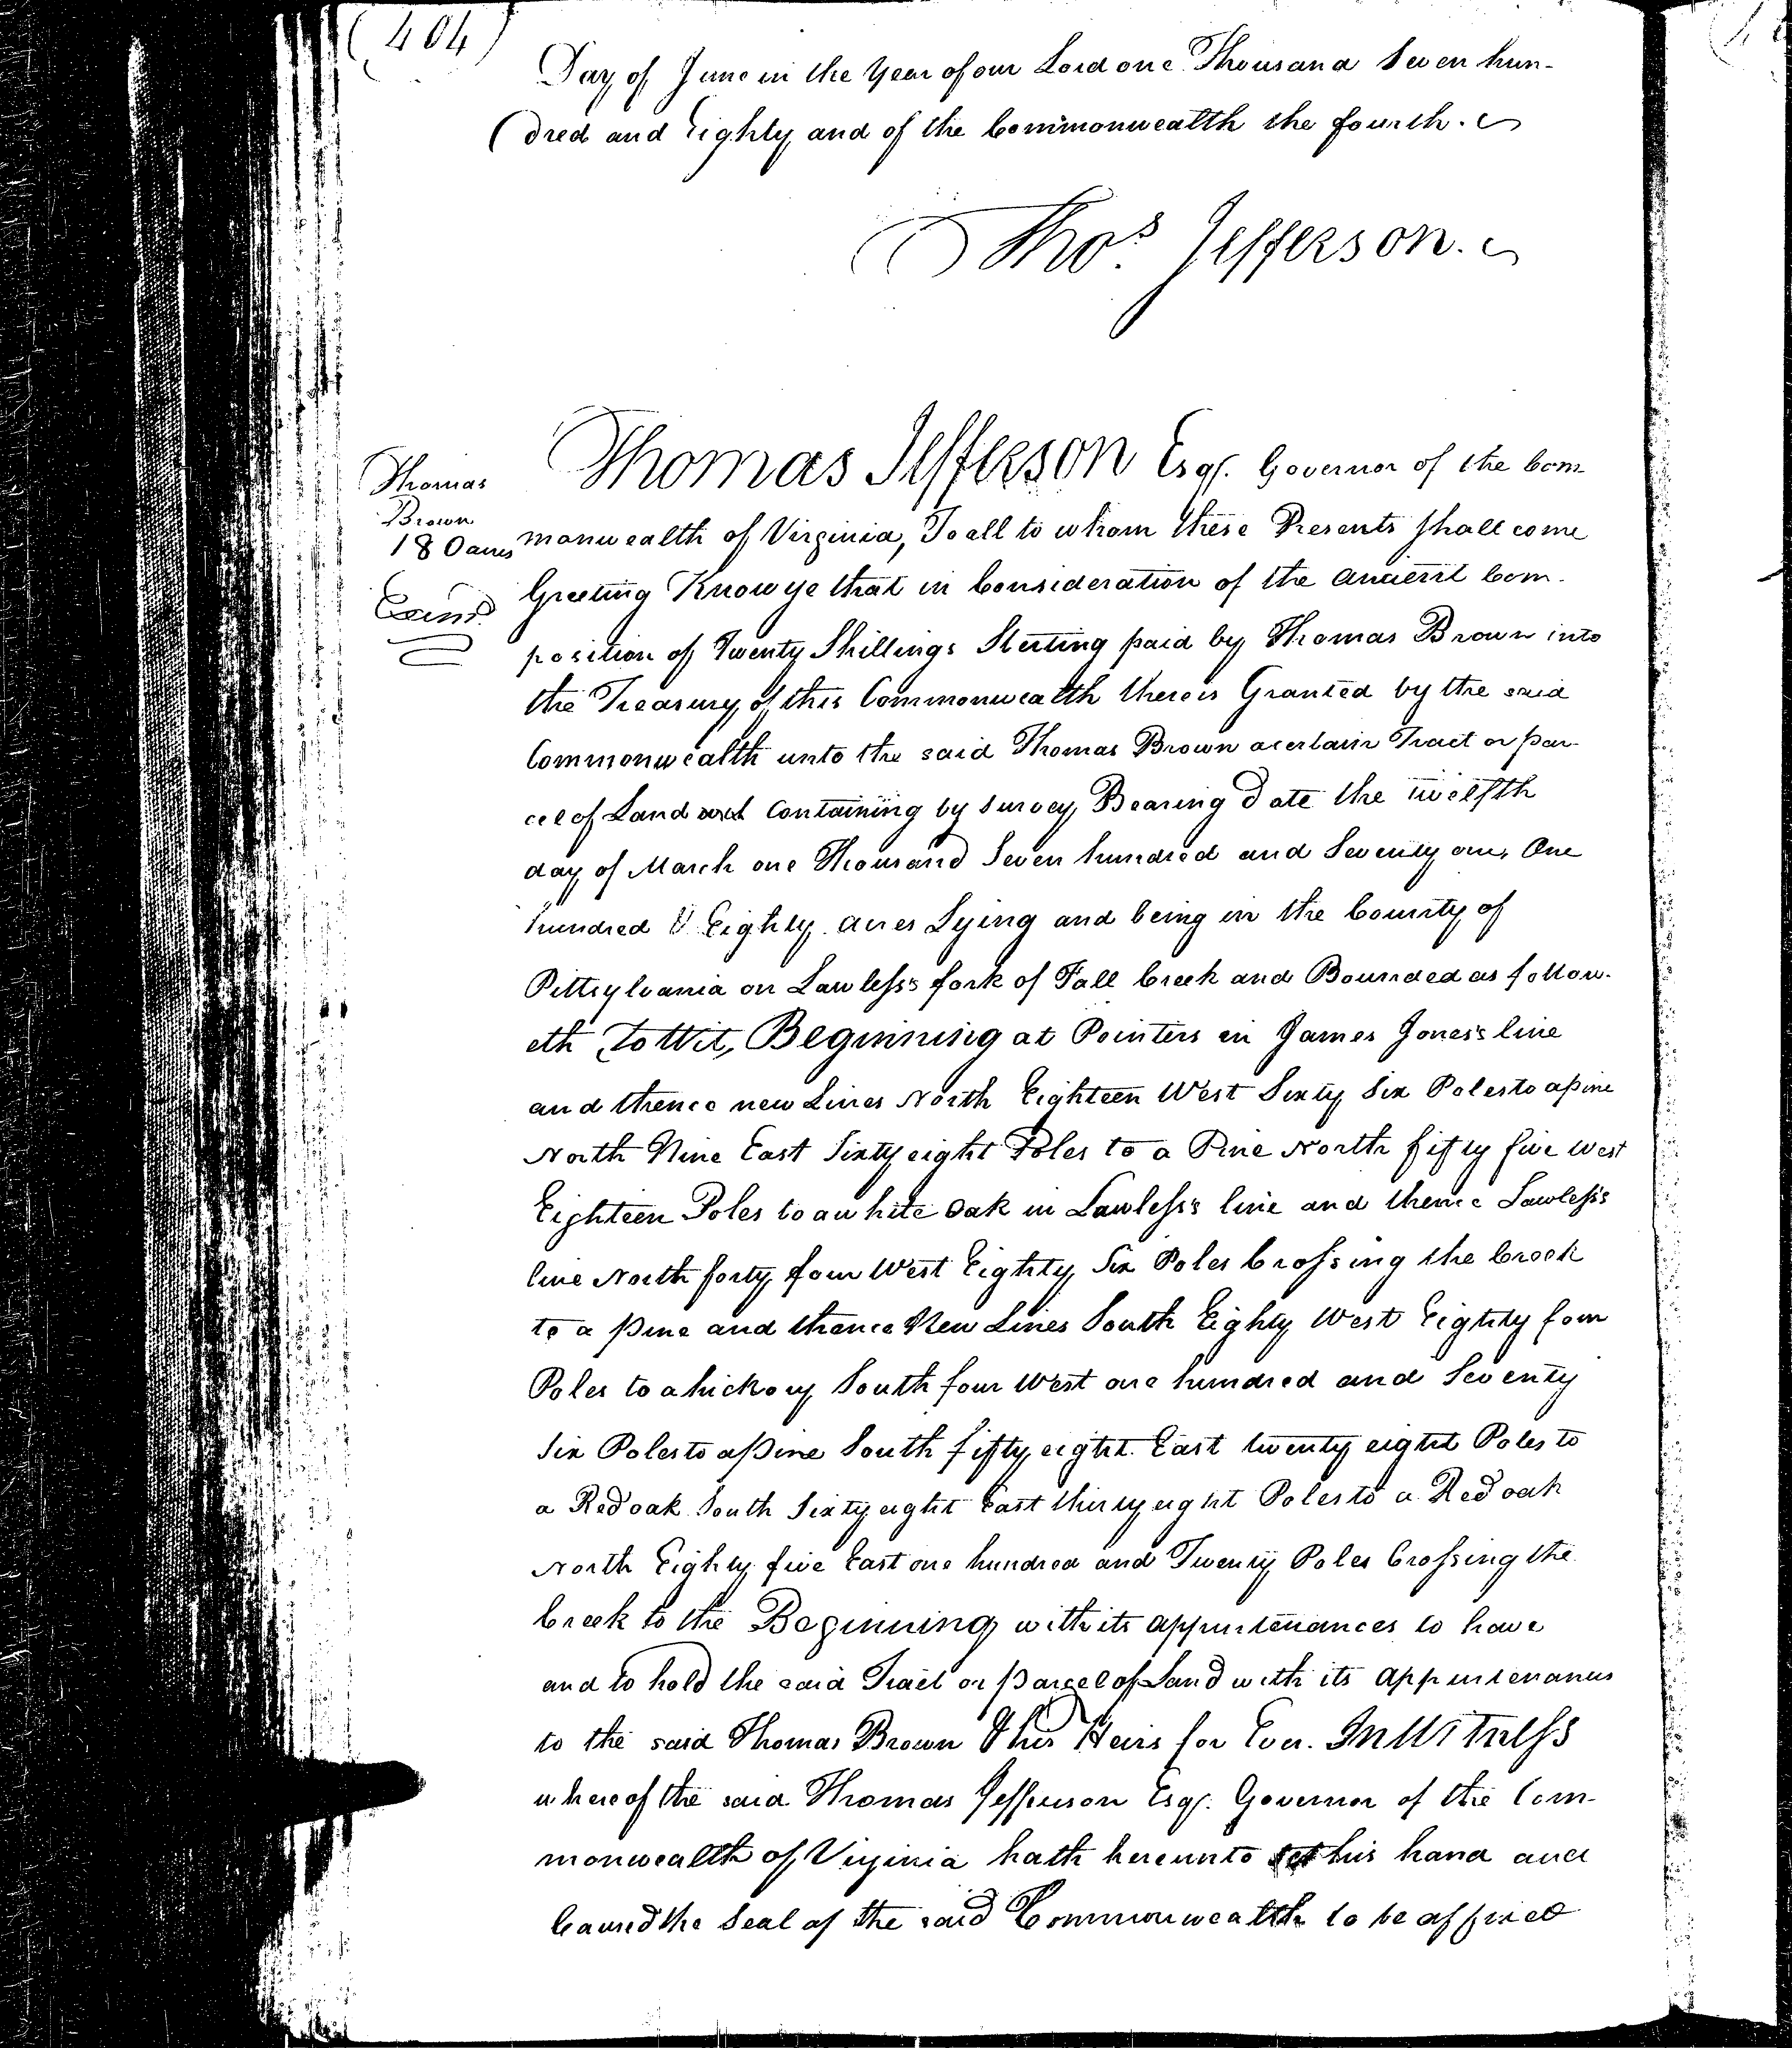 (404)
Day of June in the Year of our Lord one Thousand Seven hun-
dred and Eighty and of the Commonwealth the fourth.
Thos. Jefferson.
Thomas
Brown
180 acres
Exind.
Thomas Jefferson Esqr. Governor of the Com
monwealth of Virginia, To all to whom these Presents shall come
Greeting Know ye that in Consideration of the ancient Com-
position of Twenty Shillings Sterling paid by Thomas Brown into
the Treasury of this Commonwealth there is Granted by the said
Commonwealth unto the said Thomas Brown a certain Tract or par-
cel of Land containing by Survey Bearing date the twelfth
day of March one Thousand Seven hundred and Seventy one, One
hundred & Eighty acres Lying and being in the County of
Pittsylvania on Lawless's fork of Fall Creek and Bounded as follow-
eth To Wit, Beginning at Pointers in James Jones's line
and thence new Lines North Eighteen West Sixty Six Poles to a pine
North Nine East Sixty eight Poles to a Pine North fifty five West
Eighteen Poles to a white Oak in Lawless's line and thence Lawless's
line North forty four West Eighty Six Poles Crossing the Creek
to a pine and thence New Lines South Eighty West Eighty four
Poles to a hickory South four West one hundred and Seventy
Six Poles to a pine South fifty eight East twenty eight Poles to
a Red oak South Sixty eight East thirty eight Poles to a Red oak
North Eighty five East one hundred and Twenty Poles Crossing the
Creek to the Beginning with its appurtenances to have
and to hold the said Tract or parcel of Land with its appurtenances
to the said Thomas Brown & his Heirs for Ever. In Witness
whereof the said Thomas Jefferson Esqr. Governor of the Com-
monwealth of Virginia hath hereunto set his hand and
Caused the Seal of the said Commonwealth to be affixed